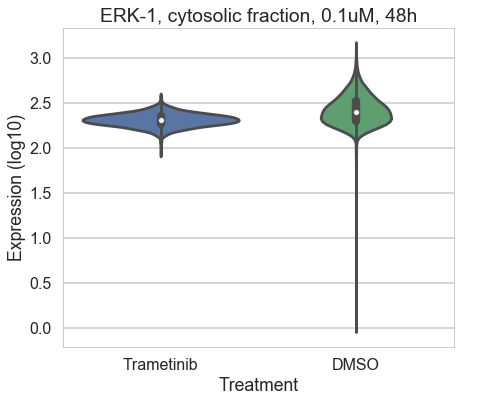 ERK-1, cytosolic fraction, 0.1uM, 48h
Expression (log10)
3.0
2.5
2.0
1.5
1.0
0.5
0.0
Trametinib DMSO
Treatment